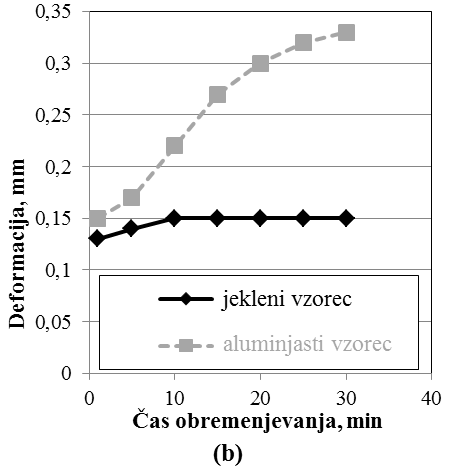 0,35
0,3
0,25
0,2
0,15
0,1
0,05
0
Deformacija, mm
jekleni vzorec
aluminjasti vzorec
0 10 20 30 40
Čas obremenjevanja, min
(b)